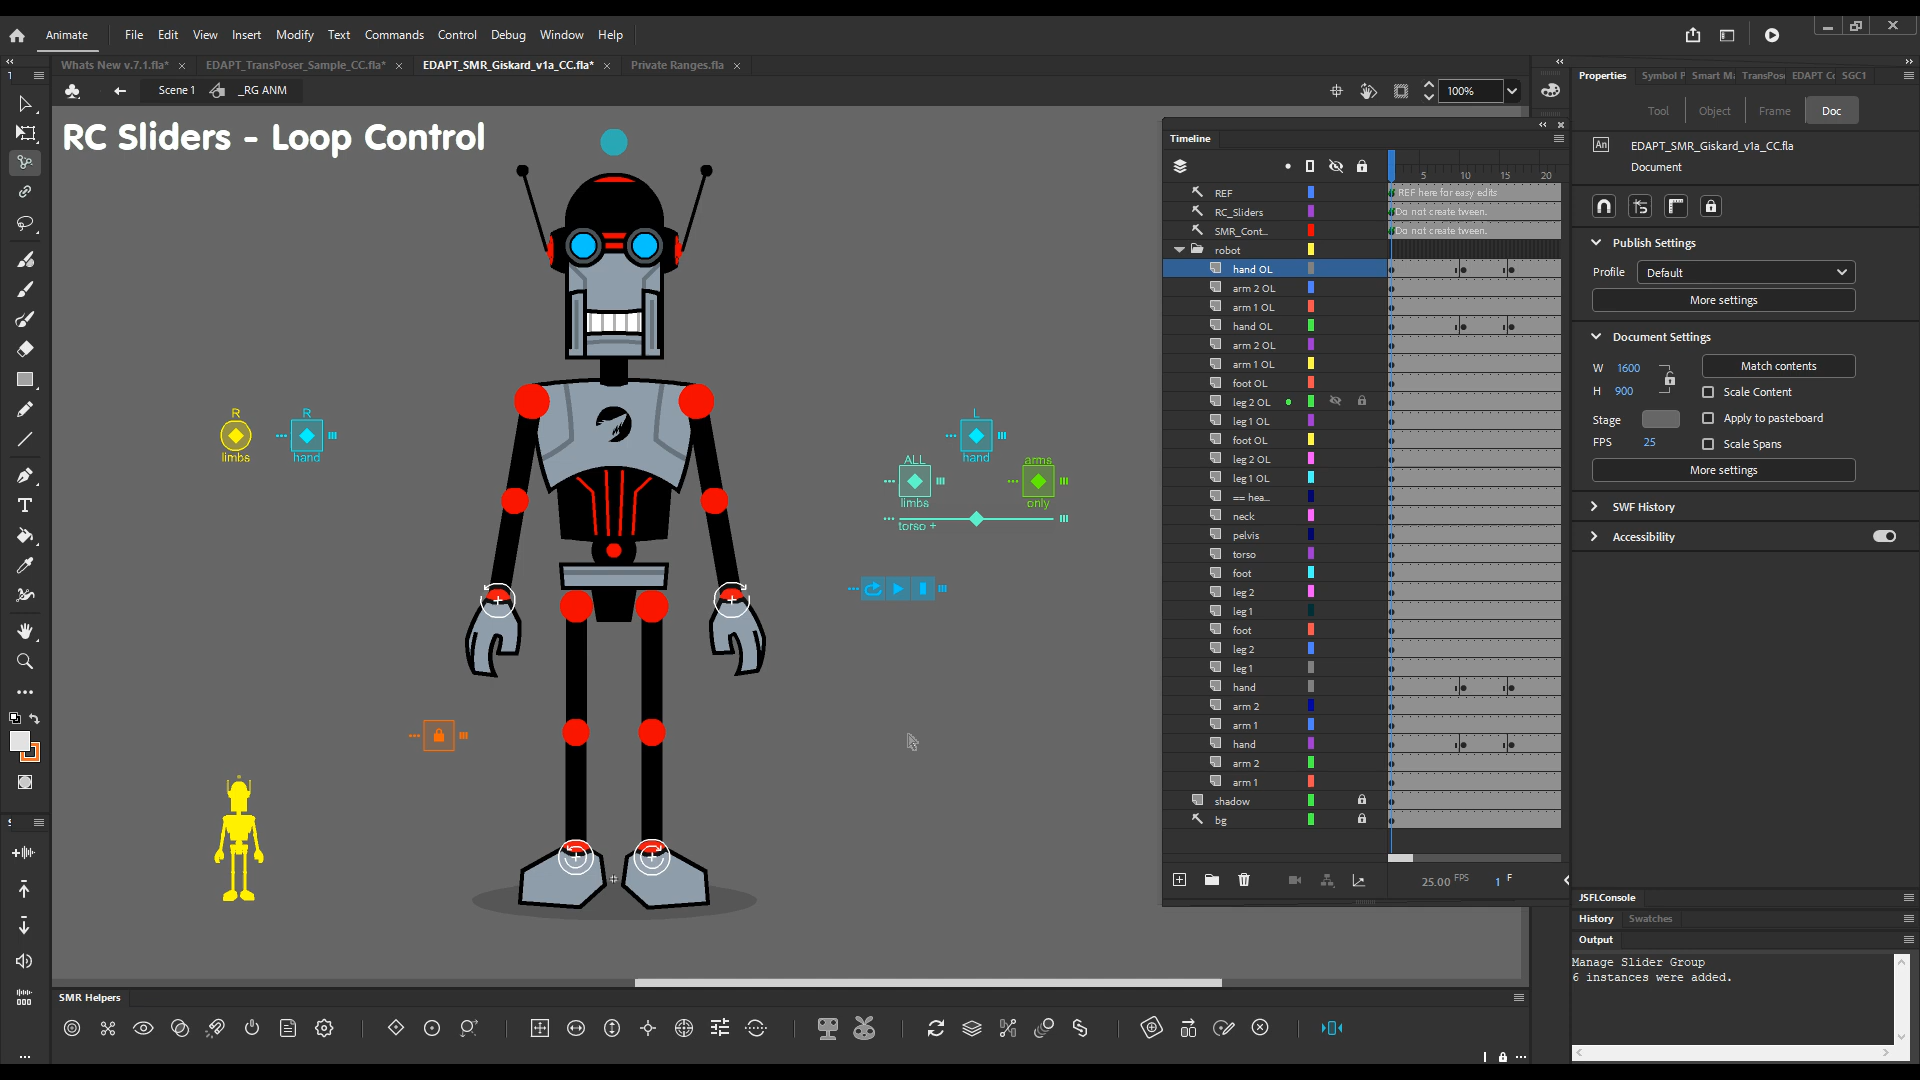 Animate
File Edit View Insert Modify Text Commands Control Debug Window Help
Whats New v.7.1.fla* × EDAPT_TransPoser_Sample_CC.fla* × EDAPT_SMR_Giskard_v1a_CC.fla* × Private Ranges.fla ×
Scene 1 _RG ANM
100%
RC Sliders - Loop Control
R
limbs
R
hand
L
hand
ALL
limbs
arms
only
torso +
Timeline
5 10 15 20
REF REF here for easy edits
RC_Sliders Do not create tween.
SMR_Cont... Do not create tween.
robot
hand OL
arm 2 OL
arm 1 OL
hand OL
arm 2 OL
arm 1 OL
foot OL
leg 2 OL
leg 1 OL
foot OL
leg 2 OL
leg 1 OL
== hea...
neck
pelvis
torso
foot
leg 2
leg 1
foot
leg 2
leg 1
hand
arm 2
arm 1
hand
arm 2
arm 1
shadow
bg
25.00 FPS 1 F
Properties Symbol P Smart Ma TransPose EDAPT Co SGC1
Tool Object Frame Doc
An EDAPT_SMR_Giskard_v1a_CC.fla
Document
Publish Settings
Profile Default
More settings
Document Settings
W 1600 Match contents
H 900 Scale Content
Stage Apply to pasteboard
FPS 25 Scale Spans
More settings
SWF History
Accessibility
JSFLConsole
History Swatches
Output
Manage Slider Group
6 instances were added.
SMR Helpers